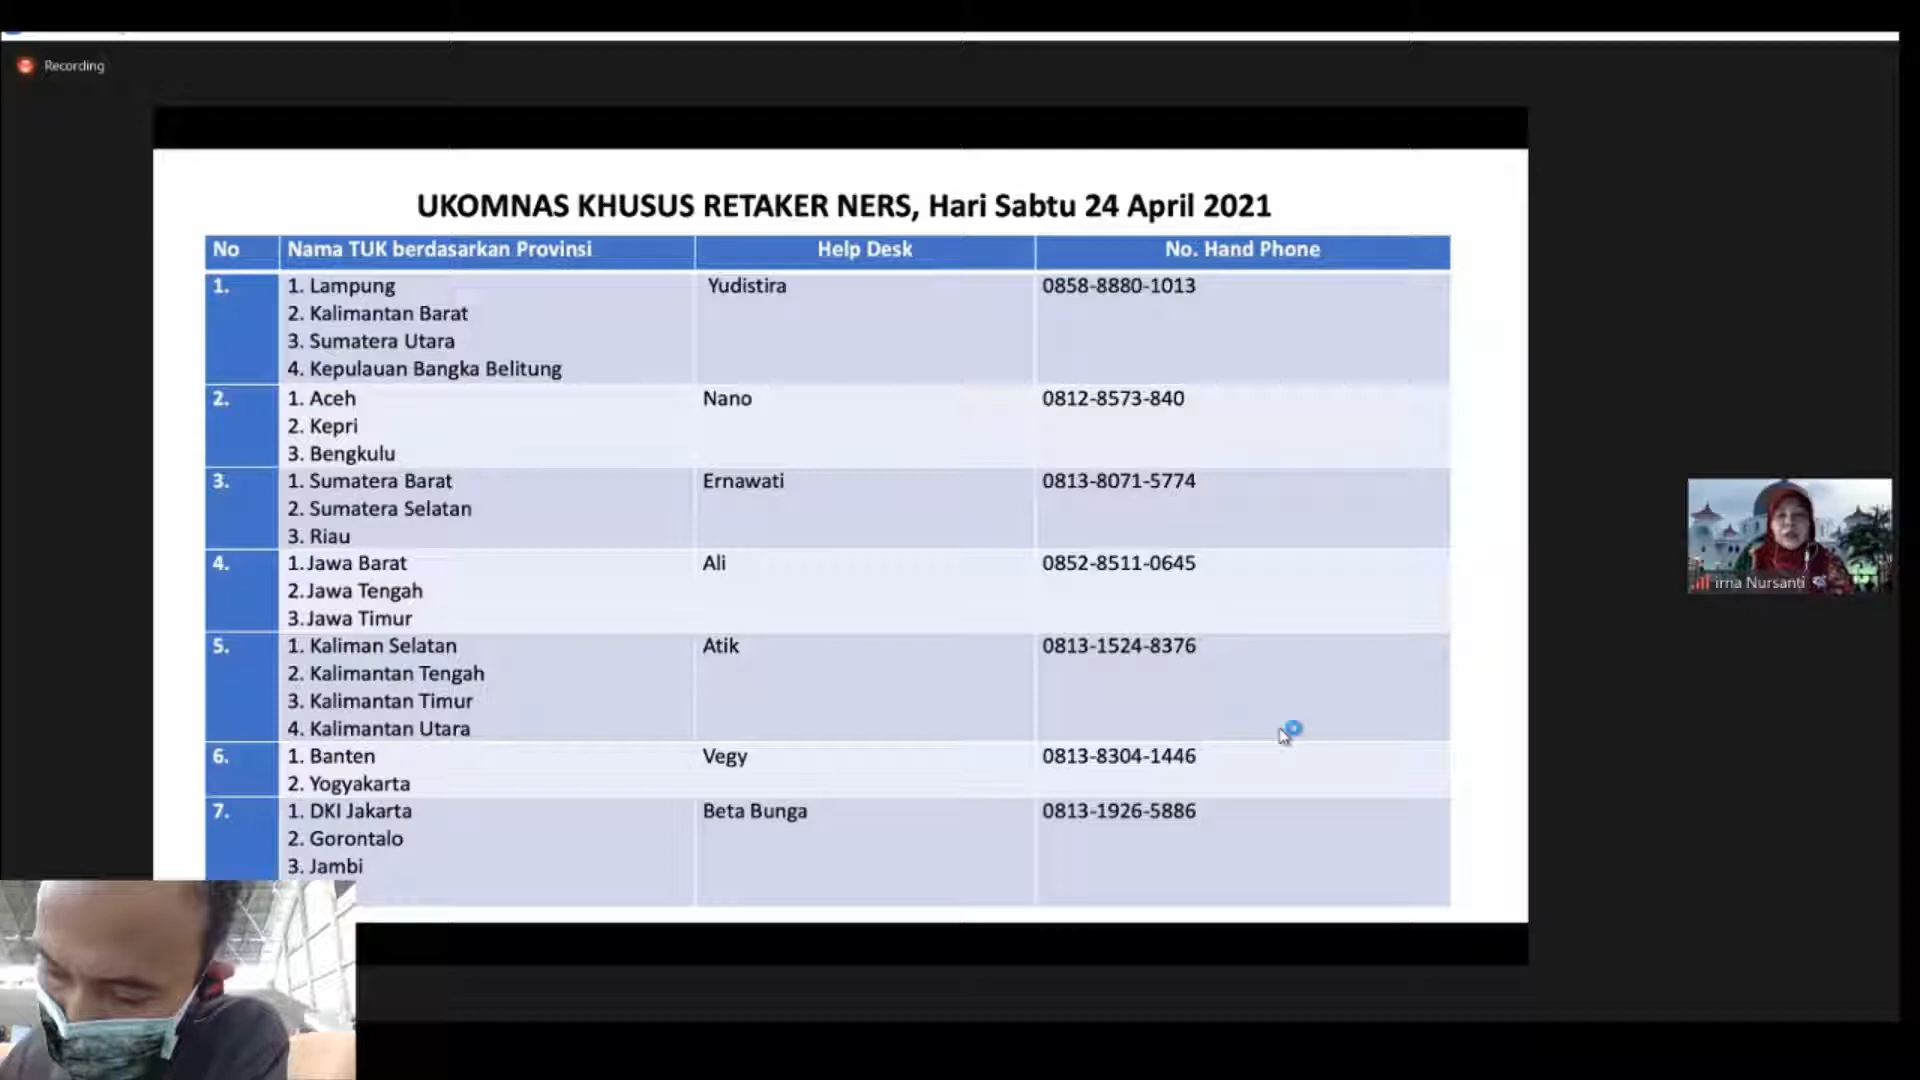 Recording
UKOMNAS KHUSUS RETAKER NERS, Hari Sabtu 24 April 2021
No Nama TUK berdasarkan Provinsi Help Desk No. Hand Phone
1. 1. Lampung Yudistira 0858-8880-1013
2. Kalimantan Barat
3. Sumatera Utara
4. Kepulauan Bangka Belitung
2. 1. Aceh Nano 0812-8573-840
2. Kepri
3. Bengkulu
3. 1. Sumatera Barat Ernawati 0813-8071-5774
2. Sumatera Selatan
3. Riau
4. 1.Jawa Barat Ali 0852-8511-0645
2.Jawa Tengah
3.Jawa Timur
5. 1. Kaliman Selatan Atik 0813-1524-8376
2. Kalimantan Tengah
3. Kalimantan Timur
4. Kalimantan Utara
6. 1. Banten Vegy 0813-8304-1446
2. Yogyakarta
7. 1. DKI Jakarta Beta Bunga 0813-1926-5886
2. Gorontalo
3. Jambi
irna Nursanti